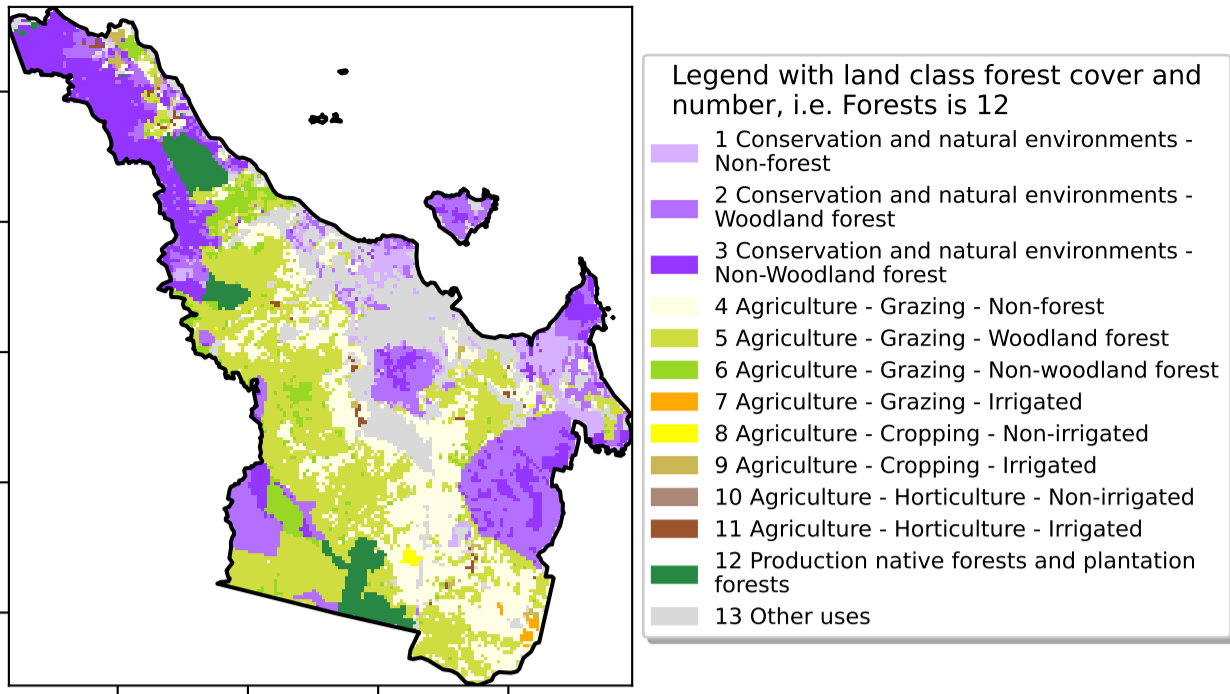 Legend with land class forest cover and
number, i.e. Forests is 12
1 Conservation and natural environments -
Non-forest
2 Conservation and natural environments -
Woodland forest
3 Conservation and natural environments -
Non-Woodland forest
4 Agriculture - Grazing - Non-forest
5 Agriculture - Grazing - Woodland forest
6 Agriculture - Grazing - Non-woodland forest
7 Agriculture - Grazing - Irrigated
8 Agriculture - Cropping - Non-irrigated
9 Agriculture - Cropping - Irrigated
10 Agriculture - Horticulture - Non-irrigated
11 Agriculture - Horticulture - Irrigated
12 Production native forests and plantation
forests
13 Other uses